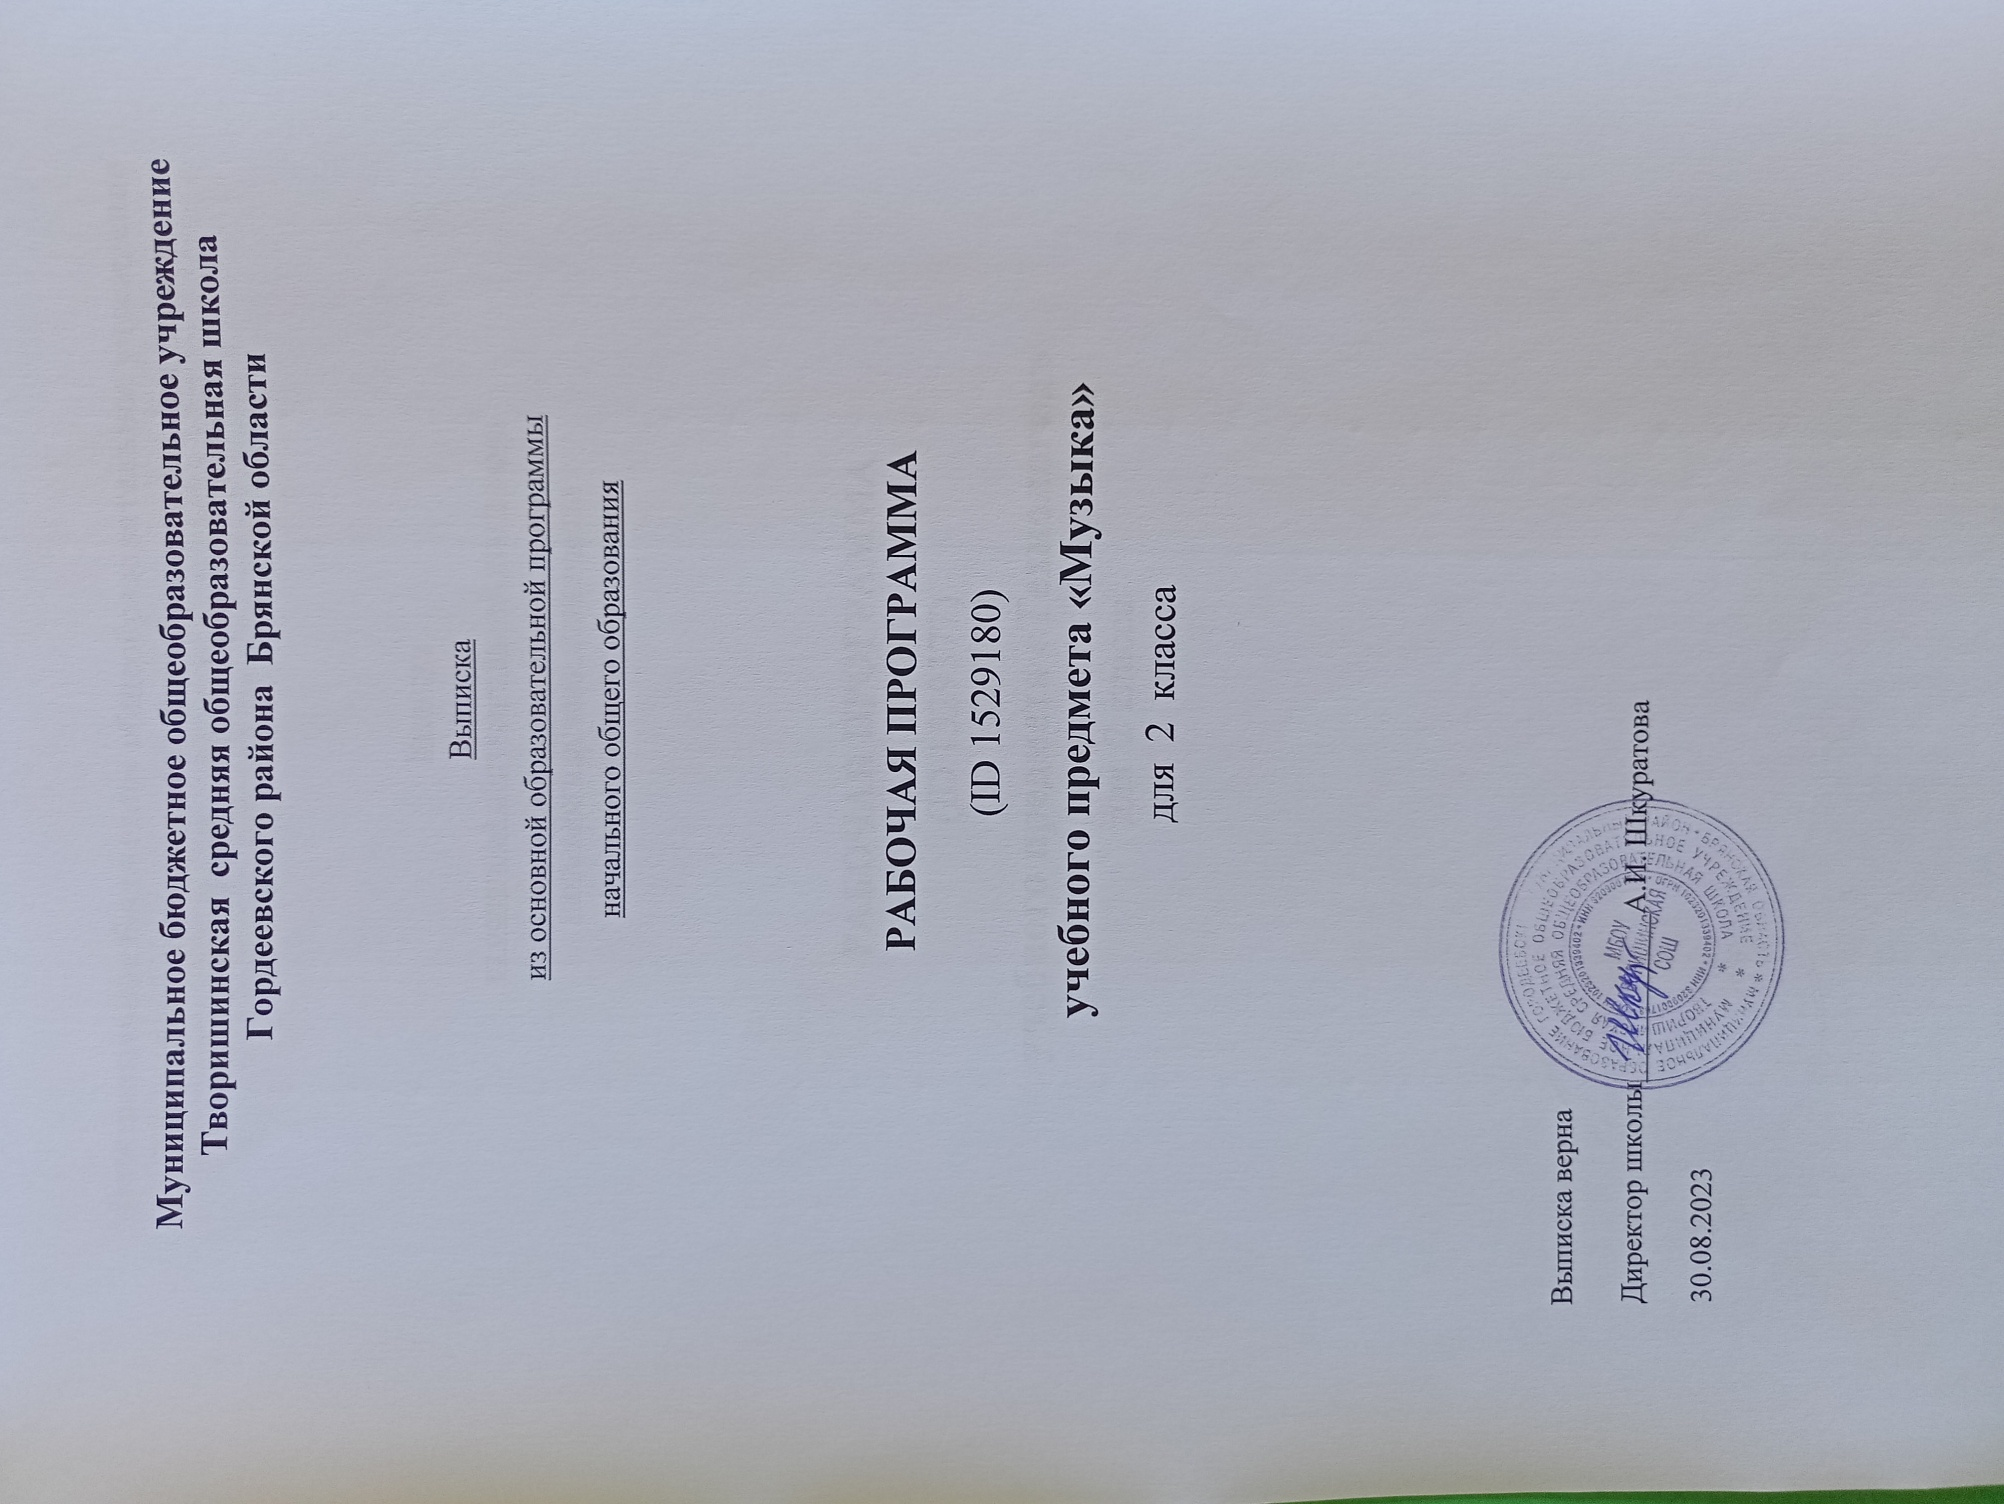 Муниципальное бюджетное общеобразовательное учреждение
Творишинская средняя общеобразовательная школа
Гордеевского района Брянской области
Выписка
из основной образовательной программы
начального общего образования
РАБОЧАЯ ПРОГРАММА
(ID 1529180)
учебного предмета «Музыка»
для 2 класса
Выписка верна
Директор школы А.И. Шкуратова
30.08.2023
МБОУ
СОШ